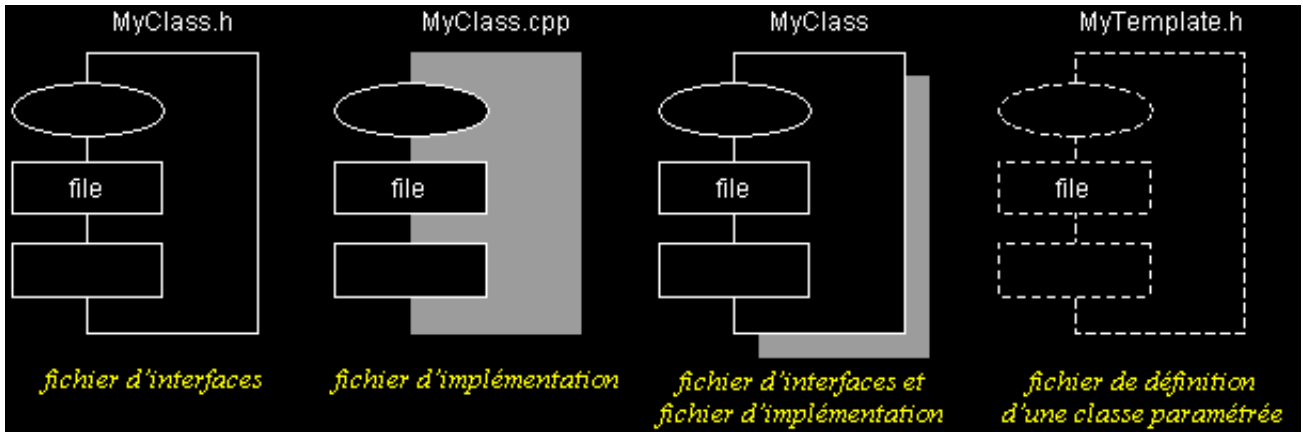 MyClass.h
MyClass.cpp
MyClass
MyTemplate.h
file
file
file
file
fichier d'interfaces
fichier d'implémentation
fichier d'interfaces et
fichier d'implémentation
fichier de définition
d'une classe paramétrée